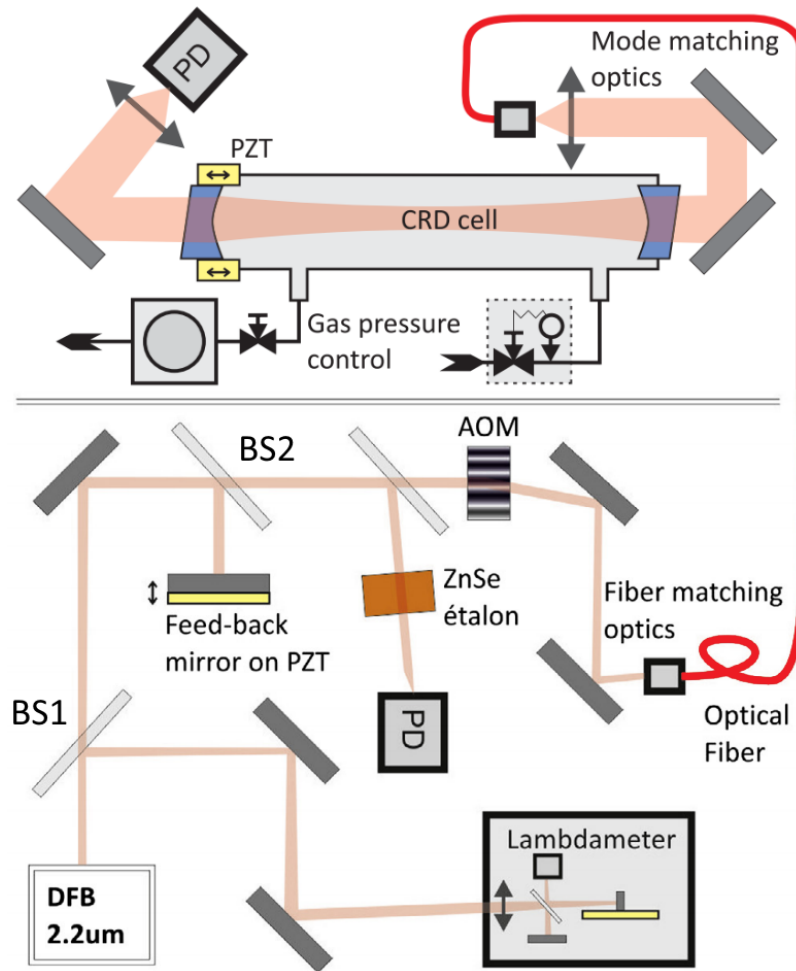 PD
Mode matching
optics
PZT
CRD cell
Gas pressure
control
BS2
AOM
ZnSe
étalon
Feed-back
mirror on PZT
Fiber matching
optics
BS1
PD
Optical
Fiber
Lambdameter
DFB
2.2um